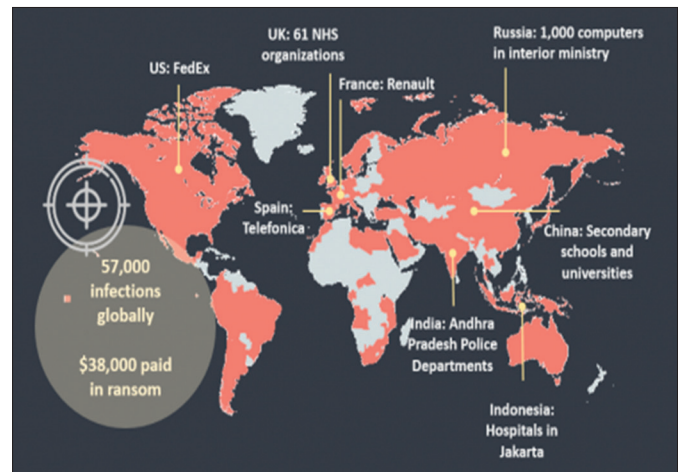 UK: 61 NHS
organizations
Russia: 1,000 computers
in interior ministry
US: FedEx
France: Renault
Spain:
Telefonica
China: Secondary
schools and
universities
57,000
infections
globally
$38,000 paid
in ransom
India: Andhra
Pradesh Police
Departments
Indonesia:
Hospitals in
Jakarta